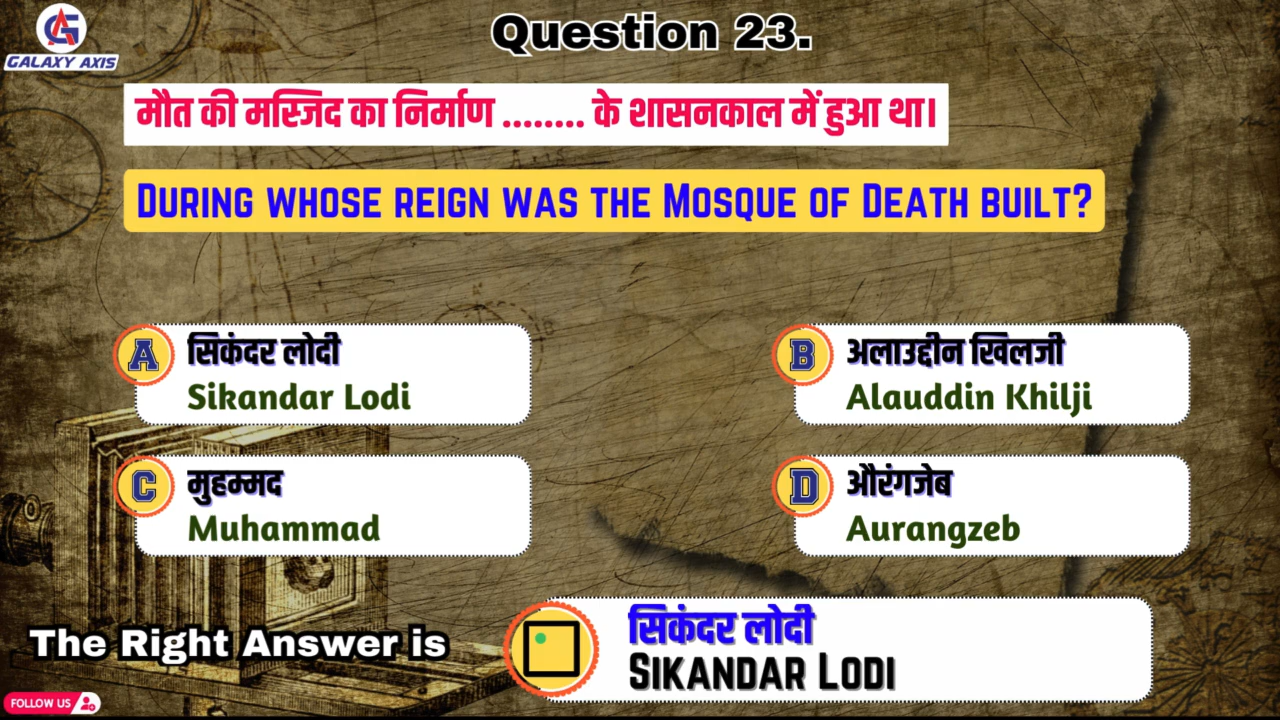 Question 23.
GALAXY AXIS
मौत की मस्जिद का निर्माण ........ के शासनकाल में हुआ था।
During whose reign was the Mosque of Death built?
A सिकंदर लोदी
Sikandar Lodi
B अलाउद्दीन खिलजी
Alauddin Khilji
C मुहम्मद
Muhammad
D औरंगजेब
Aurangzeb
The Right Answer is
सिकंदर लोदी
Sikandar Lodi
FOLLOW US